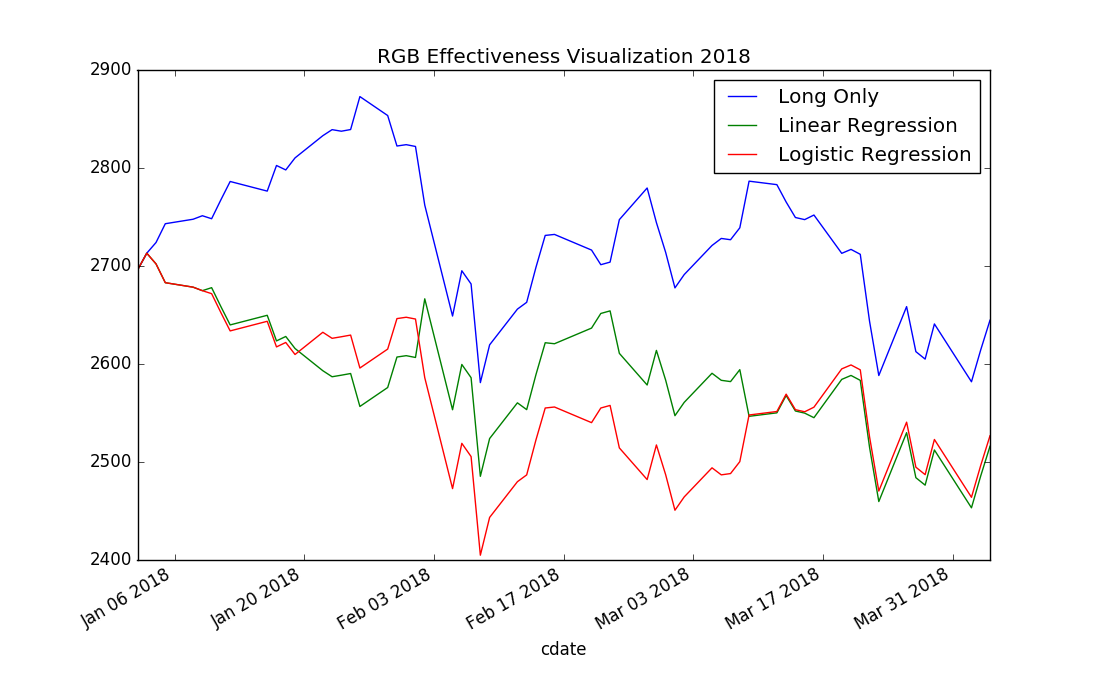 RGB Effectiveness Visualization 2018
2900
2800
2700
2600
2500
2400
Long Only
Linear Regression
Logistic Regression
Jan 06 2018
Jan 20 2018
Feb 03 2018
Feb 17 2018
Mar 03 2018
Mar 17 2018
Mar 31 2018
cdate